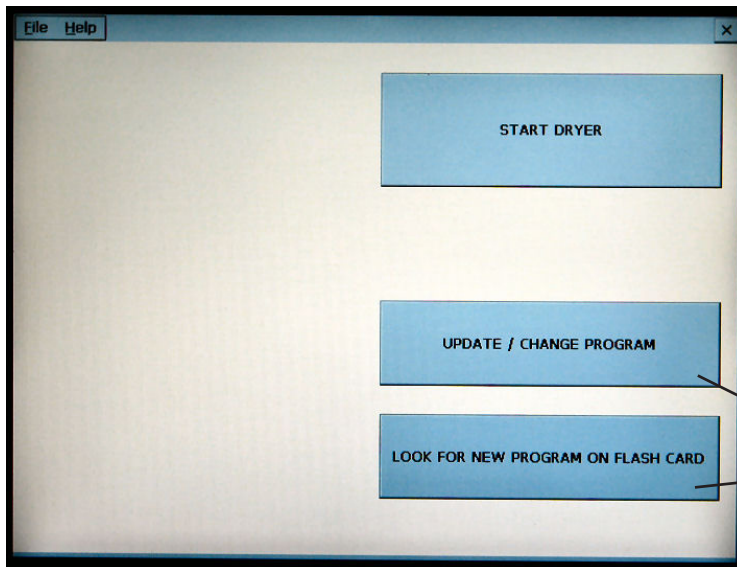 File Help
START DRYER
UPDATE / CHANGE PROGRAM
LOOK FOR NEW PROGRAM ON FLASH CARD